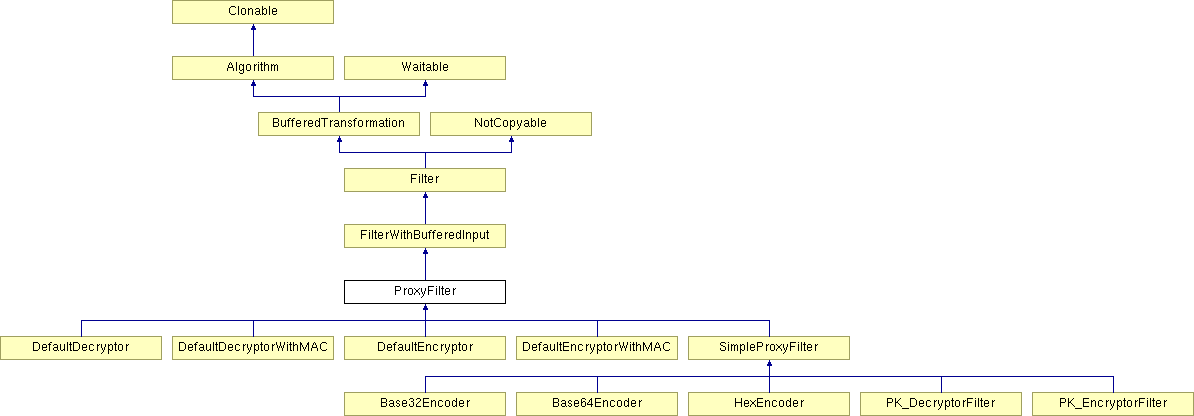 Clonable
Algorithm
Waitable
BufferedTransformation
NotCopyable
Filter
FilterWithBufferedInput
ProxyFilter
DefaultDecryptor
DefaultDecryptorWithMAC
DefaultEncryptor
DefaultEncryptorWithMAC
SimpleProxyFilter
Base32Encoder
Base64Encoder
HexEncoder
PK_DecryptorFilter
PK_EncryptorFilter